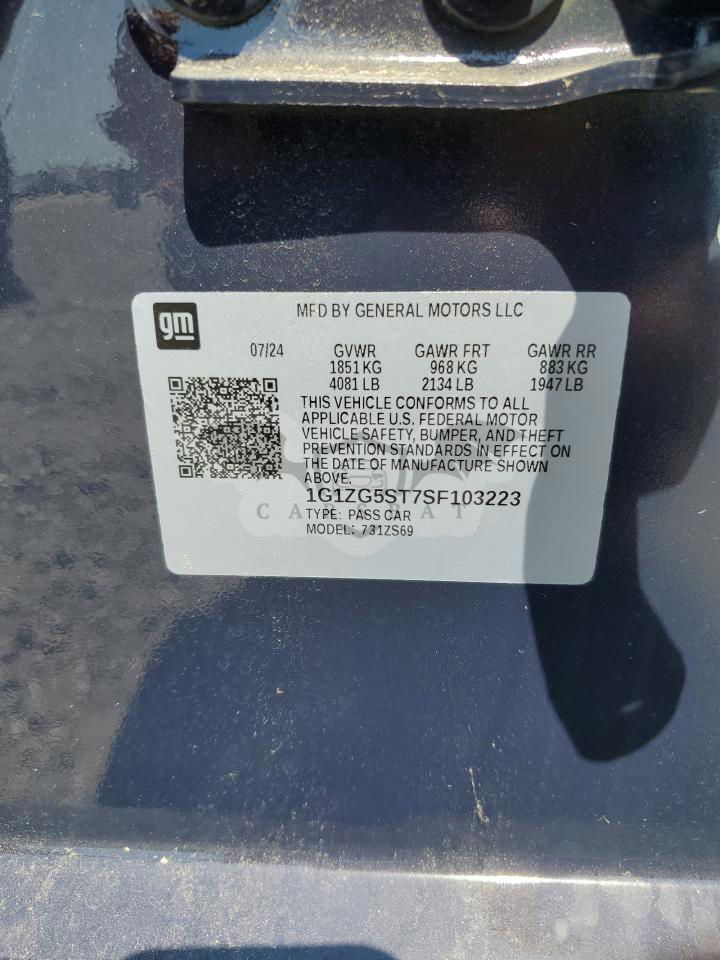 gm
MFD BY GENERAL MOTORS LLC
07/24 GVWR GAWR FRT GAWR RR
1851 KG 968 KG 883 KG
4081 LB 2134 LB 1947 LB
THIS VEHICLE CONFORMS TO ALL
APPLICABLE U.S. FEDERAL MOTOR
VEHICLE SAFETY, BUMPER, AND THEFT
PREVENTION STANDARDS IN EFFECT ON
THE DATE OF MANUFACTURE SHOWN
ABOVE.
1G1ZG5ST7SF103223
CARSBAT
TYPE: PASS CAR
MODEL: 731ZS69